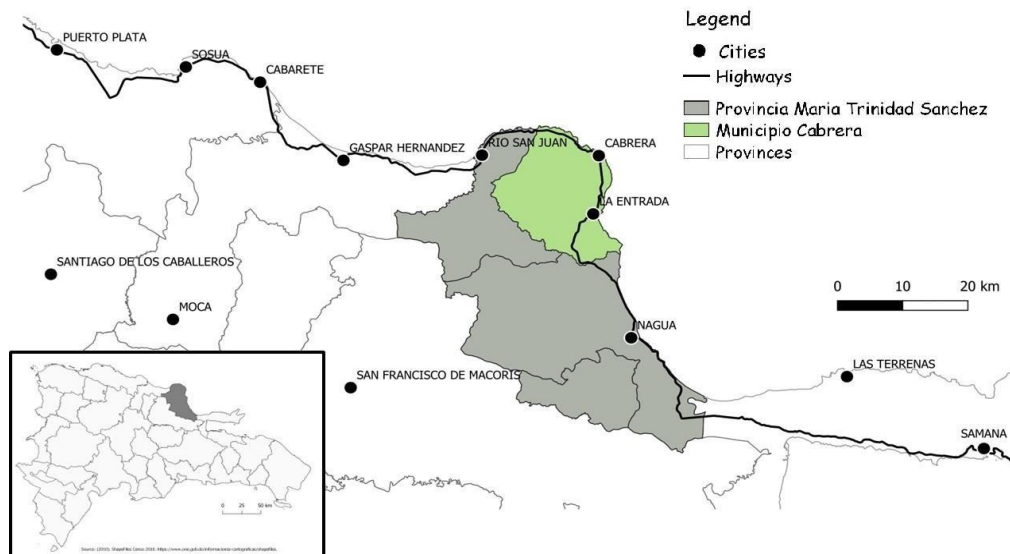 Legend
Cities
Highways
Provincia Maria Trinidad Sanchez
Municipio Cabrera
Provinces
PUERTO PLATA
SOSUA
CABARETE
GASPAR HERNANDEZ
RIO SAN JUAN
CABRERA
LA ENTRADA
SANTIAGO DE LOS CABALLEROS
MOCA
0 10 20 km
NAGUA
LAS TERRENAS
SAN FRANCISCO DE MACORIS
SAMANA
0 25 50 km